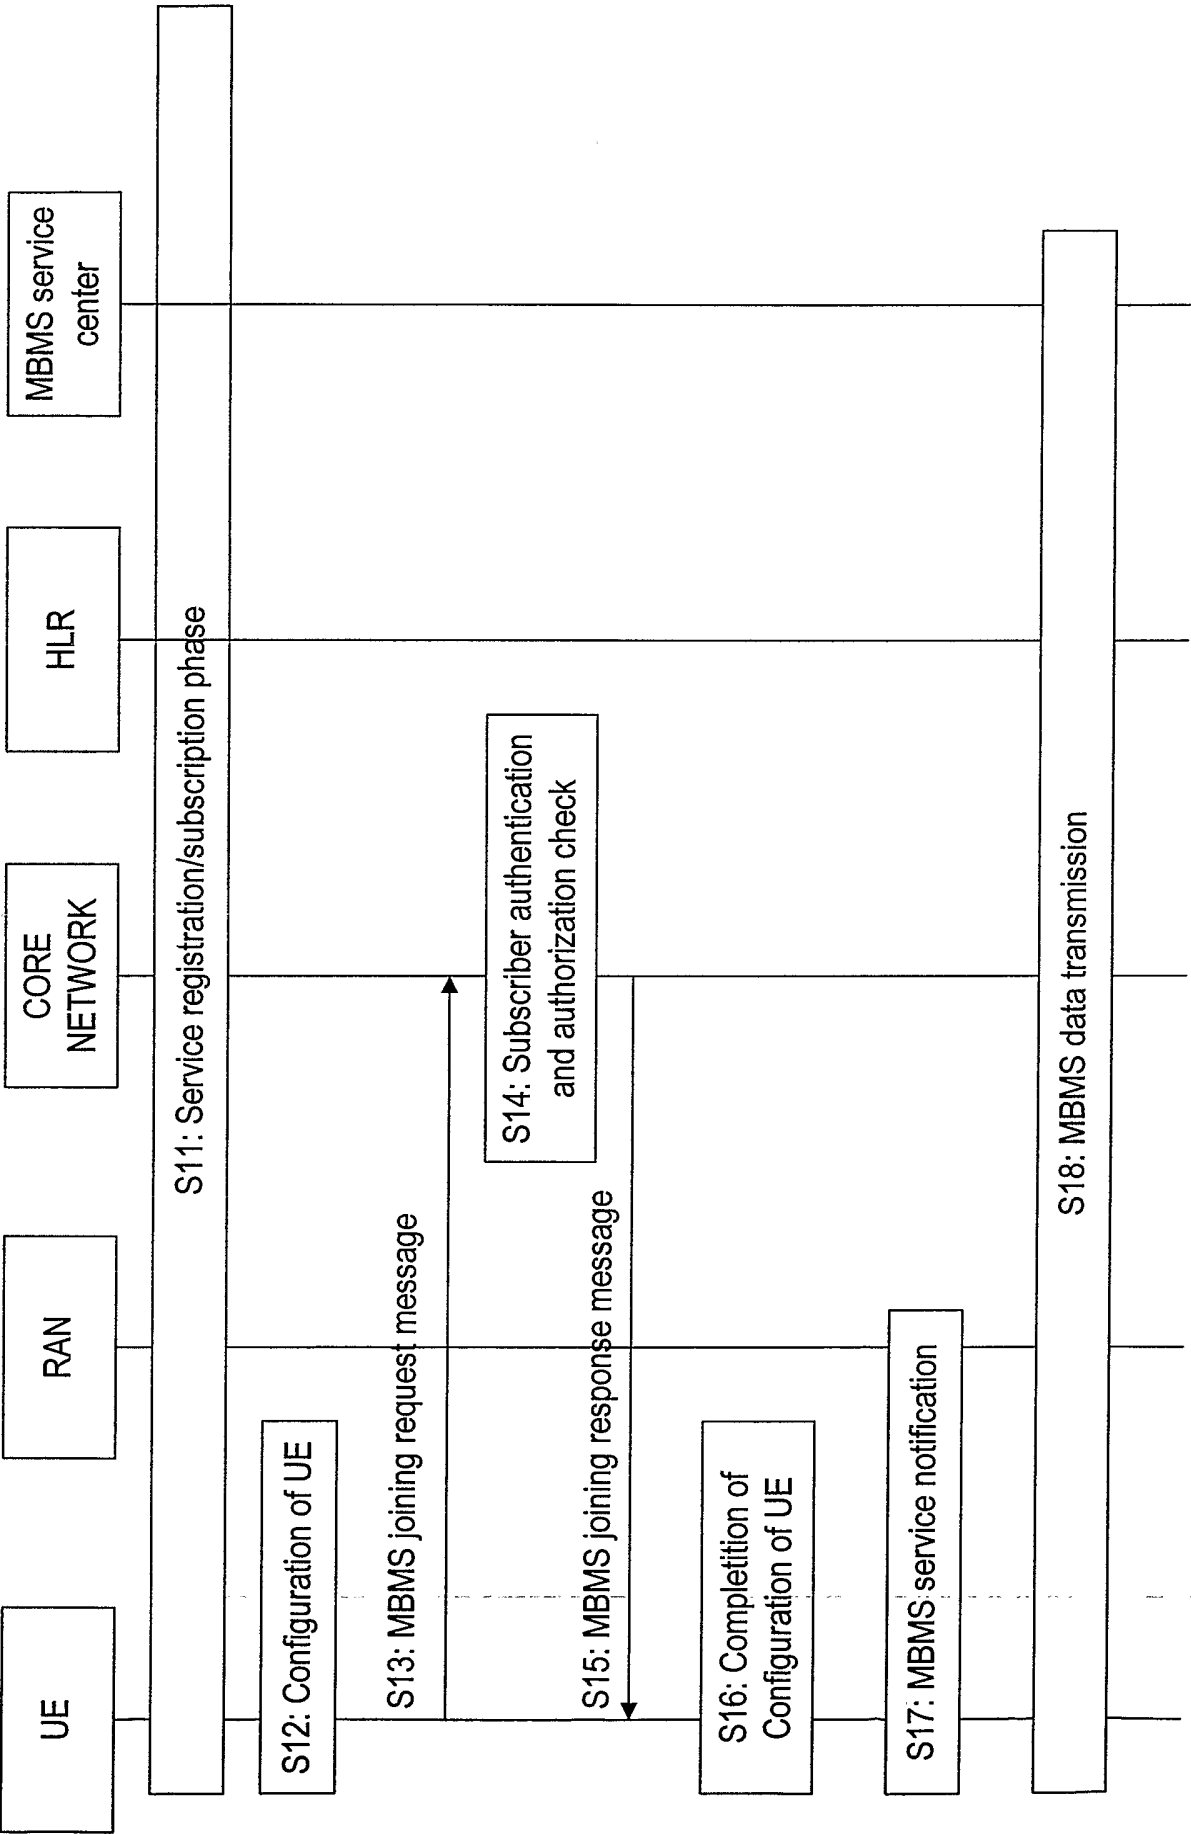 UE
RAN
CORE
NETWORK
HLR
MBMS service
center
S11: Service registration/subscription phase
S12: Configuration of UE
S13: MBMS joining request message
S14: Subscriber authentication
and authorization check
S15: MBMS joining response message
S16: Completition of
Configuration of UE
S17: MBMS service notification
S18: MBMS data transmission